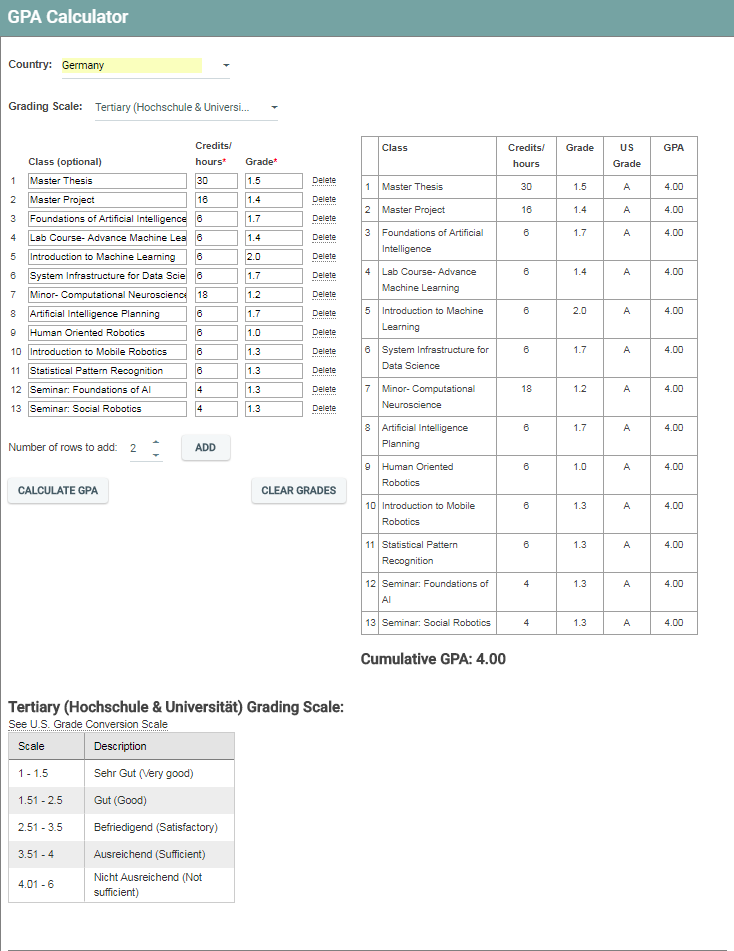 GPA Calculator
Country: Germany
Grading Scale: Tertiary (Hochschule & Universi...
Class (optional) Credits/ hours* Grade*
1 Master Thesis 30 1.5 Delete
2 Master Project 16 1.4 Delete
3 Foundations of Artificial Intelligence 6 1.7 Delete
4 Lab Course- Advance Machine Lea 6 1.4 Delete
5 Introduction to Machine Learning 6 2.0 Delete
6 System Infrastructure for Data Scie 6 1.7 Delete
7 Minor- Computational Neuroscience 18 1.2 Delete
8 Artificial Intelligence Planning 6 1.7 Delete
9 Human Oriented Robotics 6 1.0 Delete
10 Introduction to Mobile Robotics 6 1.3 Delete
11 Statistical Pattern Recognition 6 1.3 Delete
12 Seminar: Foundations of AI 4 1.3 Delete
13 Seminar: Social Robotics 4 1.3 Delete
Number of rows to add: 2 ADD
CALCULATE GPA CLEAR GRADES
Class Credits/ Grade US GPA
hours Grade
1 Master Thesis 30 1.5 A 4.00
2 Master Project 16 1.4 A 4.00
3 Foundations of Artificial 6 1.7 A 4.00
Intelligence
4 Lab Course- Advance 6 1.4 A 4.00
Machine Learning
5 Introduction to Machine 6 2.0 A 4.00
Learning
6 System Infrastructure for 6 1.7 A 4.00
Data Science
7 Minor- Computational 18 1.2 A 4.00
Neuroscience
8 Artificial Intelligence 6 1.7 A 4.00
Planning
9 Human Oriented 6 1.0 A 4.00
Robotics
10 Introduction to Mobile 6 1.3 A 4.00
Robotics
11 Statistical Pattern 6 1.3 A 4.00
Recognition
12 Seminar: Foundations of 4 1.3 A 4.00
AI
13 Seminar: Social Robotics 4 1.3 A 4.00
Cumulative GPA: 4.00
Tertiary (Hochschule & Universität) Grading Scale:
See U.S. Grade Conversion Scale
Scale Description
1 - 1.5 Sehr Gut (Very good)
1.51 - 2.5 Gut (Good)
2.51 - 3.5 Befriedigend (Satisfactory)
3.51 - 4 Ausreichend (Sufficient)
4.01 - 6 Nicht Ausreichend (Not
sufficient)